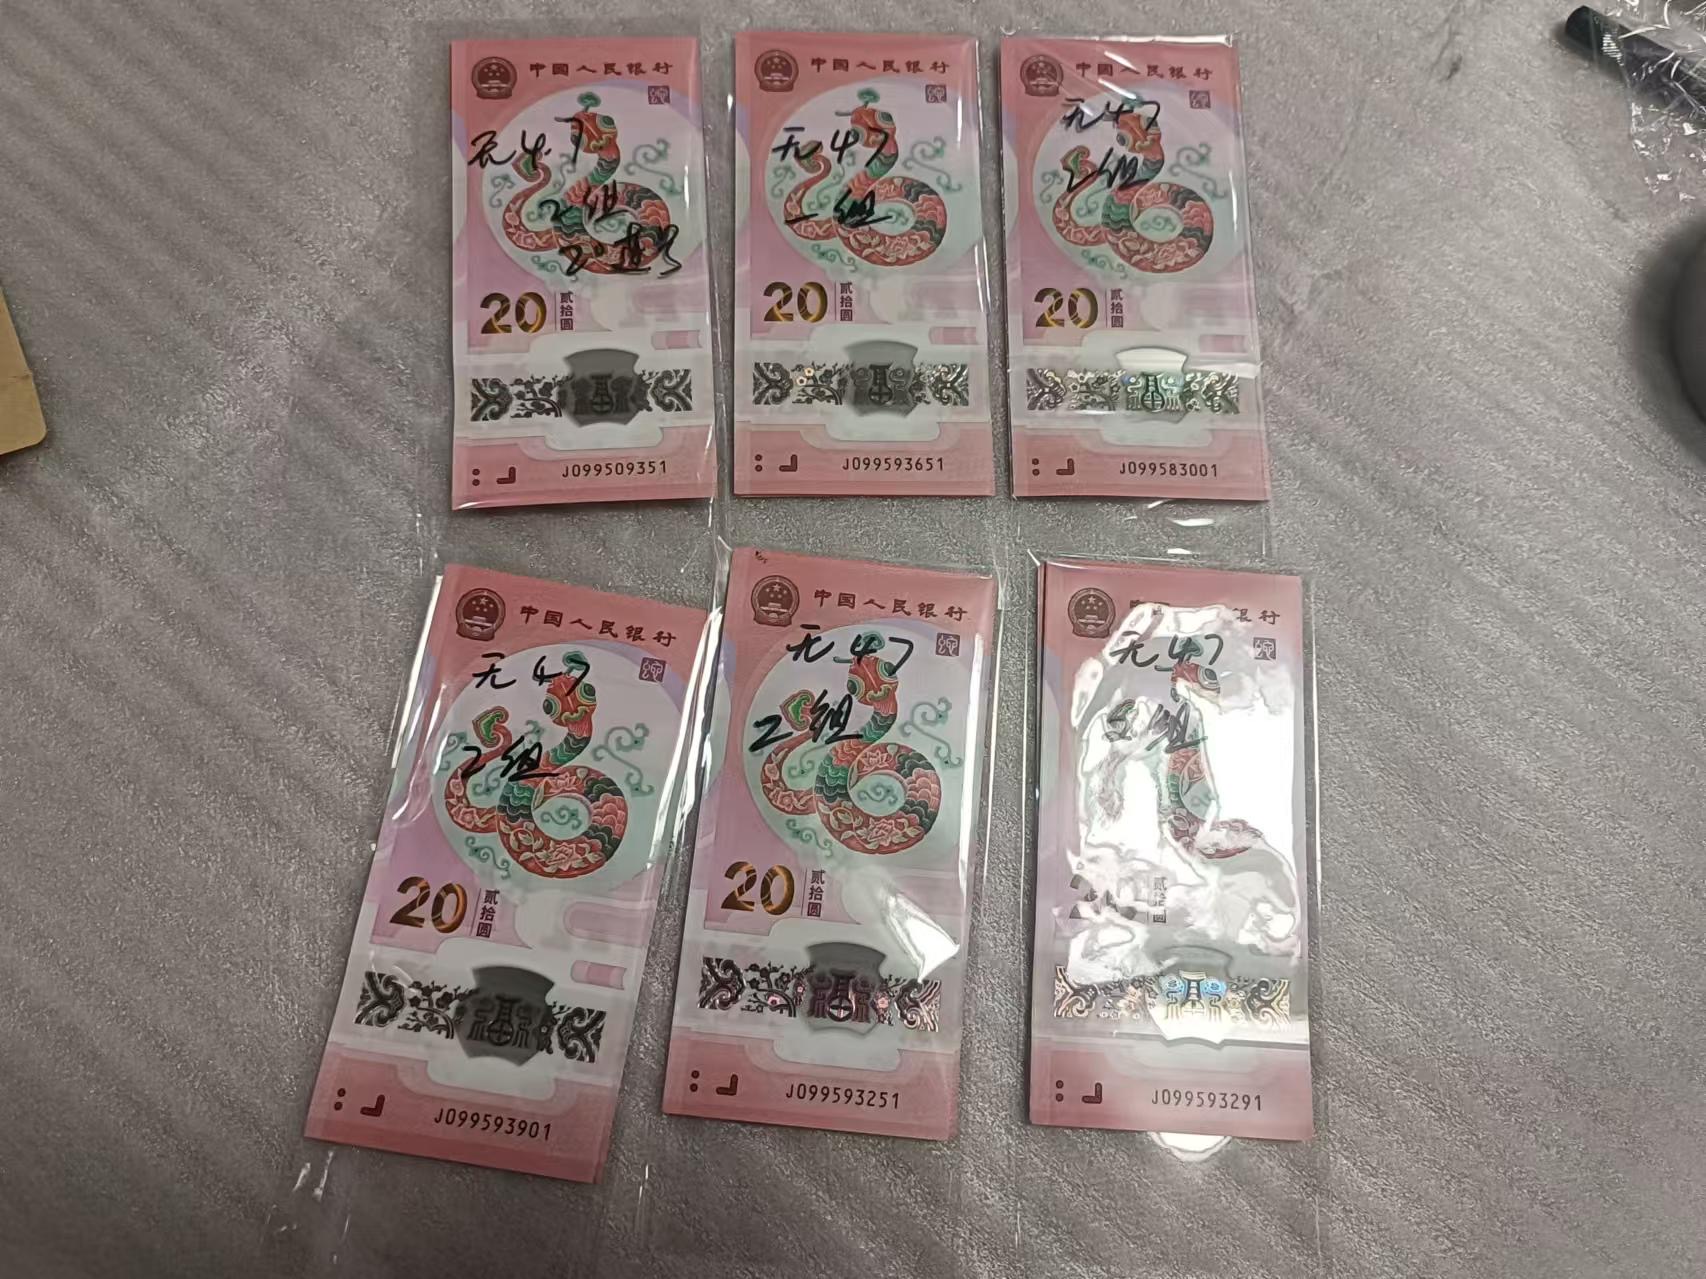 中国人民银行
无47
2组
20连号
20 贰拾圆
J099509351
中国人民银行
无47
一组
20 贰拾圆
J099593651
中国人民银行
无47
2组
20 贰拾圆
J099583001
中国人民银行
无47
2组
20 贰拾圆
J099593901
中国人民银行
无47
2组
20 贰拾圆
J099593251
银行
无47
组
贰拾圆
J099593291